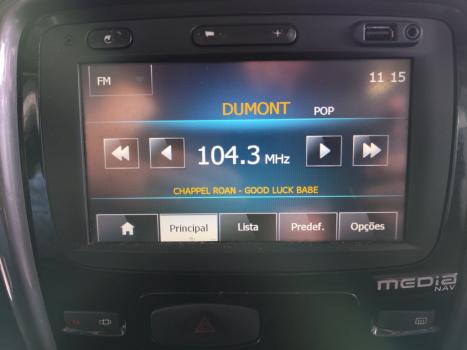 FM
11 15
DUMONT POP
104.3 MHz
CHAPPEL ROAN - GOOD LUCK BABE
Principal Lista Predef. Opções
MEDIA
NAV